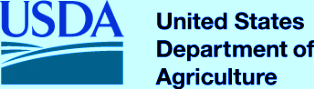 USDA
United States
Department of
Agriculture